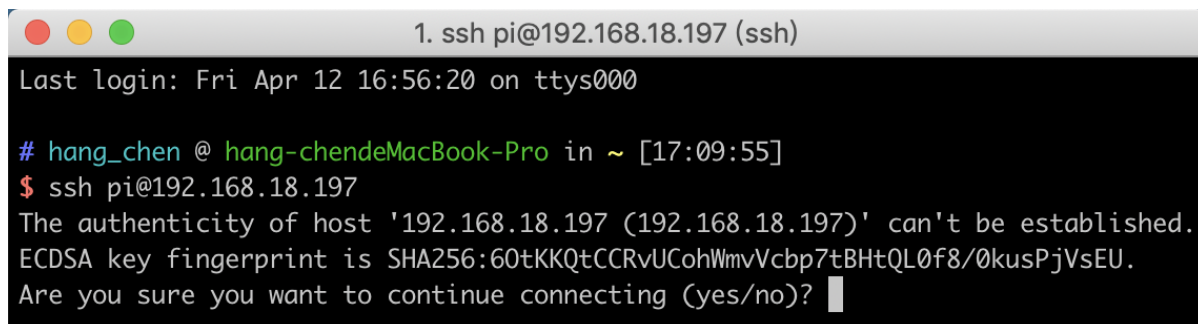 1. ssh pi@192.168.18.197 (ssh)
Last login: Fri Apr 12 16:56:20 on ttys000
# hang_chen @ hang-chendeMacBook-Pro in ~ [17:09:55]
$ ssh pi@192.168.18.197
The authenticity of host '192.168.18.197 (192.168.18.197)' can't be established.
ECDSA key fingerprint is SHA256:6OtKKQtCCRvUCohWmvVcbp7tBHtQL0f8/0kusPjVsEU.
Are you sure you want to continue connecting (yes/no)?